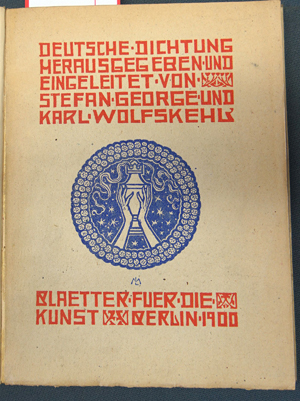 DEUTSCHE·DICHTUNG
HERAUSGEGEBEN·UND
EINGELEITET·VON·
STEFAN·GEORGE·UND
KARL·WOLFSKEHL
BLAETTER·FUER·DIE·
KUNST BERLIN·1900